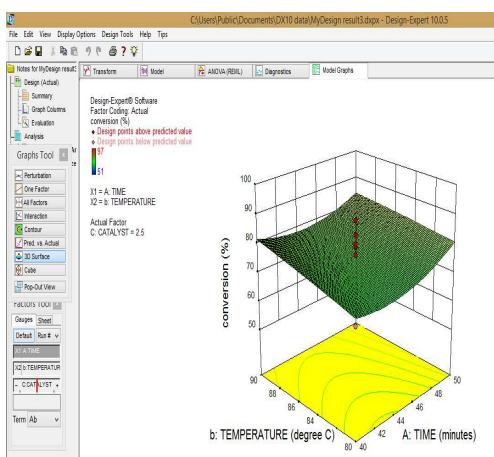 C:\Users\Public\Documents\DX10 data\MyDesign result3.dxpx - Design-Expert 10.0.5
File Edit View Display Options Design Tools Help Tips
Notes for MyDesign result:
Design (Actual)
Summary
Graph Columns
Evaluation
Analysis
Transform
Model
ANOVA (REML)
Diagnostics
Model Graphs
Graphs Tool
Perturbation
One Factor
All Factors
Interaction
Contour
Pred. vs. Actual
3D Surface
Cube
Pop-Out View
Factors Tool
Gauges Sheet
Default Run #
X1 A:TIME
X2 b:TEMPERATUR
- C:CATALYST +
Term Ab
Design-Expert® Software
Factor Coding: Actual
conversion (%)
Design points above predicted value
Design points below predicted value
97
51
X1 = A: TIME
X2 = b: TEMPERATURE
Actual Factor
C: CATALYST = 2.5
conversion (%)
100
90
80
70
60
50
90
88
86
84
82
80
40
42
44
46
48
50
b: TEMPERATURE (degree C)
A: TIME (minutes)